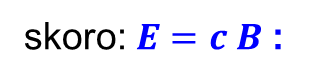 skoro: E = c B :